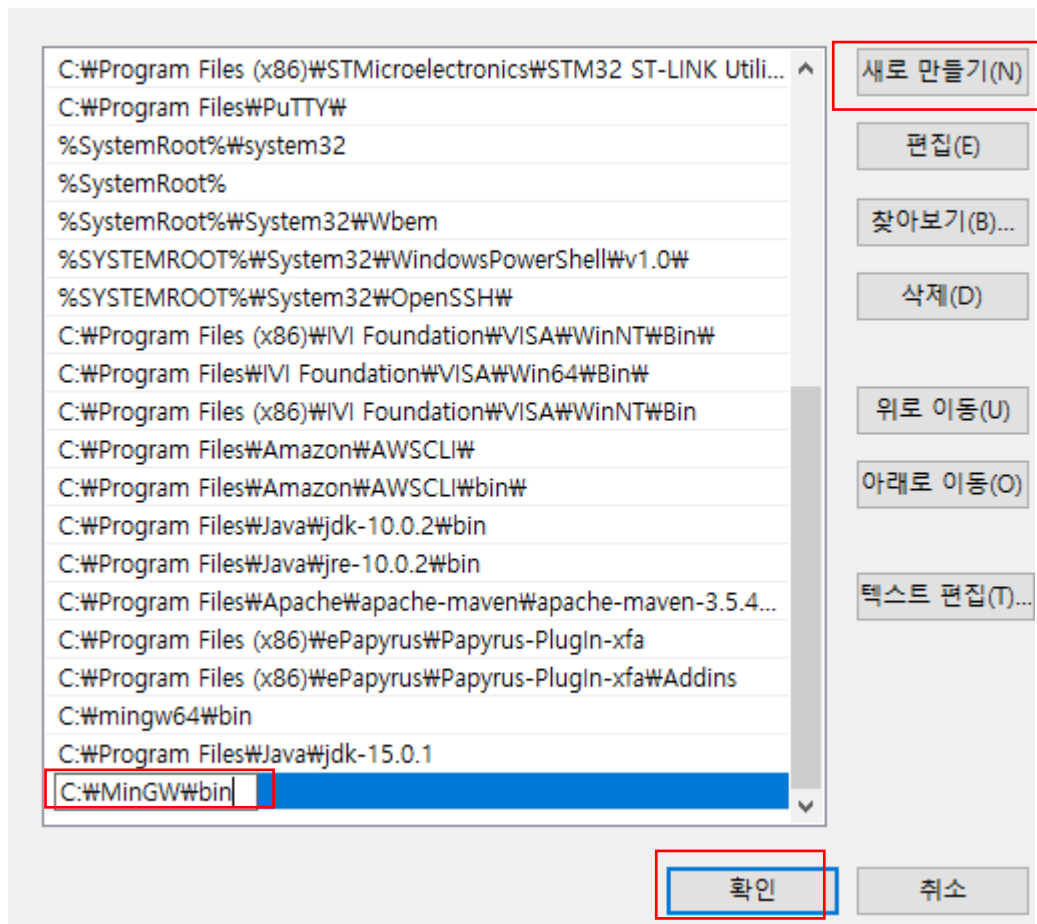 C:₩Program Files (x86)₩STMicroelectronics₩STM32 ST-LINK Utili...
새로 만들기(N)
C:₩Program Files₩PuTTY₩
%SystemRoot%₩system32
편집(E)
%SystemRoot%
%SystemRoot%₩System32₩Wbem
찾아보기(B)...
%SYSTEMROOT%₩System32₩WindowsPowerShell₩v1.0₩
%SYSTEMROOT%₩System32₩OpenSSH₩
삭제(D)
C:₩Program Files (x86)₩IVI Foundation₩VISA₩WinNT₩Bin₩
C:₩Program Files₩IVI Foundation₩VISA₩Win64₩Bin₩
C:₩Program Files (x86)₩IVI Foundation₩VISA₩WinNT₩Bin
위로 이동(U)
C:₩Program Files₩Amazon₩AWSCLI₩
C:₩Program Files₩Amazon₩AWSCLI₩bin₩
아래로 이동(O)
C:₩Program Files₩Java₩jdk-10.0.2₩bin
C:₩Program Files₩Java₩jre-10.0.2₩bin
C:₩Program Files₩Apache₩apache-maven₩apache-maven-3.5.4...
텍스트 편집(T)...
C:₩Program Files (x86)₩ePapyrus₩Papyrus-PlugIn-xfa
C:₩Program Files (x86)₩ePapyrus₩Papyrus-PlugIn-xfa₩Addins
C:₩mingw64₩bin
C:₩Program Files₩Java₩jdk-15.0.1
C:₩MinGW₩bin
확인
취소